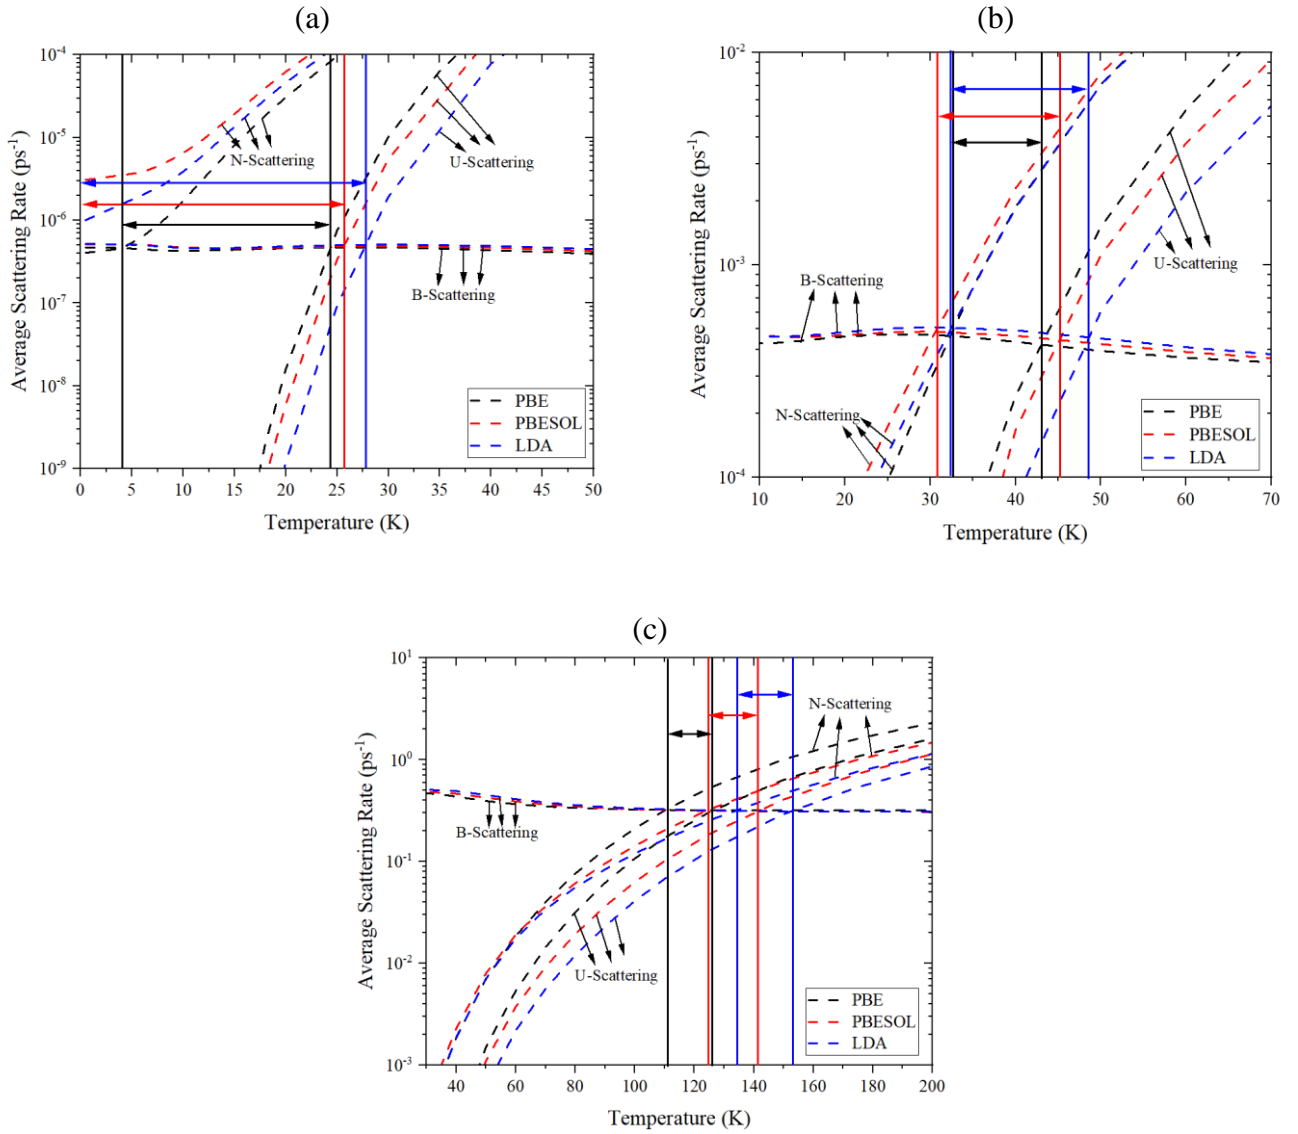 (a)
10⁻⁴
10⁻⁵
10⁻⁶
10⁻⁷
10⁻⁸
10⁻⁹
Average Scattering Rate (ps⁻¹)
N-Scattering
U-Scattering
B-Scattering
PBE
PBESOL
LDA
0 5 10 15 20 25 30 35 40 45 50
Temperature (K)
(b)
10⁻²
10⁻³
10⁻⁴
Average Scattering Rate (ps⁻¹)
B-Scattering
U-Scattering
N-Scattering
PBE
PBESOL
LDA
10 20 30 40 50 60 70
Temperature (K)
(c)
10¹
10⁰
10⁻¹
10⁻²
10⁻³
Average Scattering Rate (ps⁻¹)
N-Scattering
B-Scattering
U-Scattering
PBE
PBESOL
LDA
40 60 80 100 120 140 160 180 200
Temperature (K)